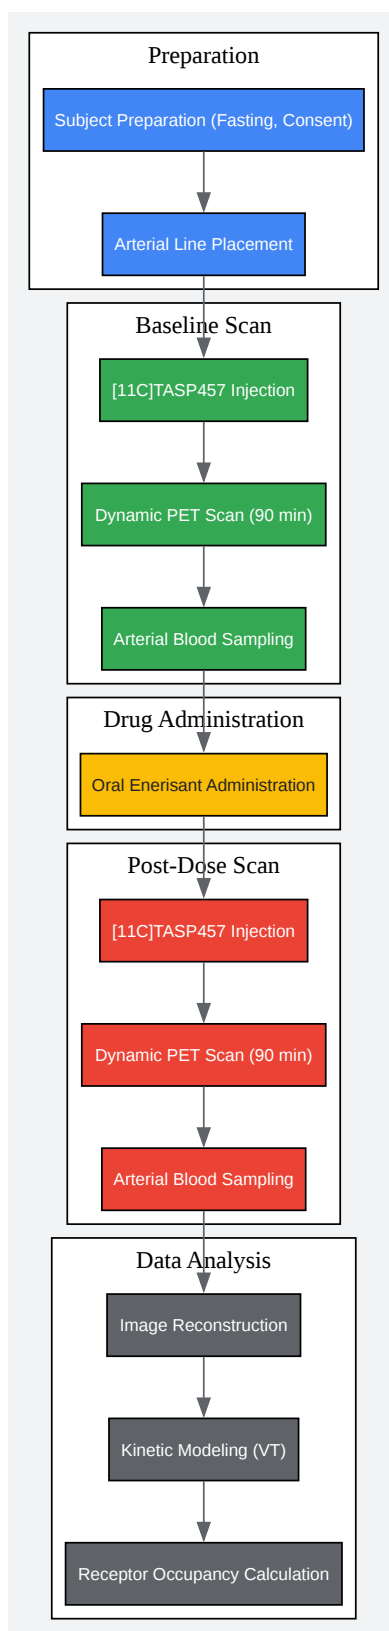 Preparation
Subject Preparation (Fasting, Consent)
Arterial Line Placement
Baseline Scan
[11C]TASP457 Injection
Dynamic PET Scan (90 min)
Arterial Blood Sampling
Drug Administration
Oral Enerisant Administration
Post-Dose Scan
[11C]TASP457 Injection
Dynamic PET Scan (90 min)
Arterial Blood Sampling
Data Analysis
Image Reconstruction
Kinetic Modeling (VT)
Receptor Occupancy Calculation